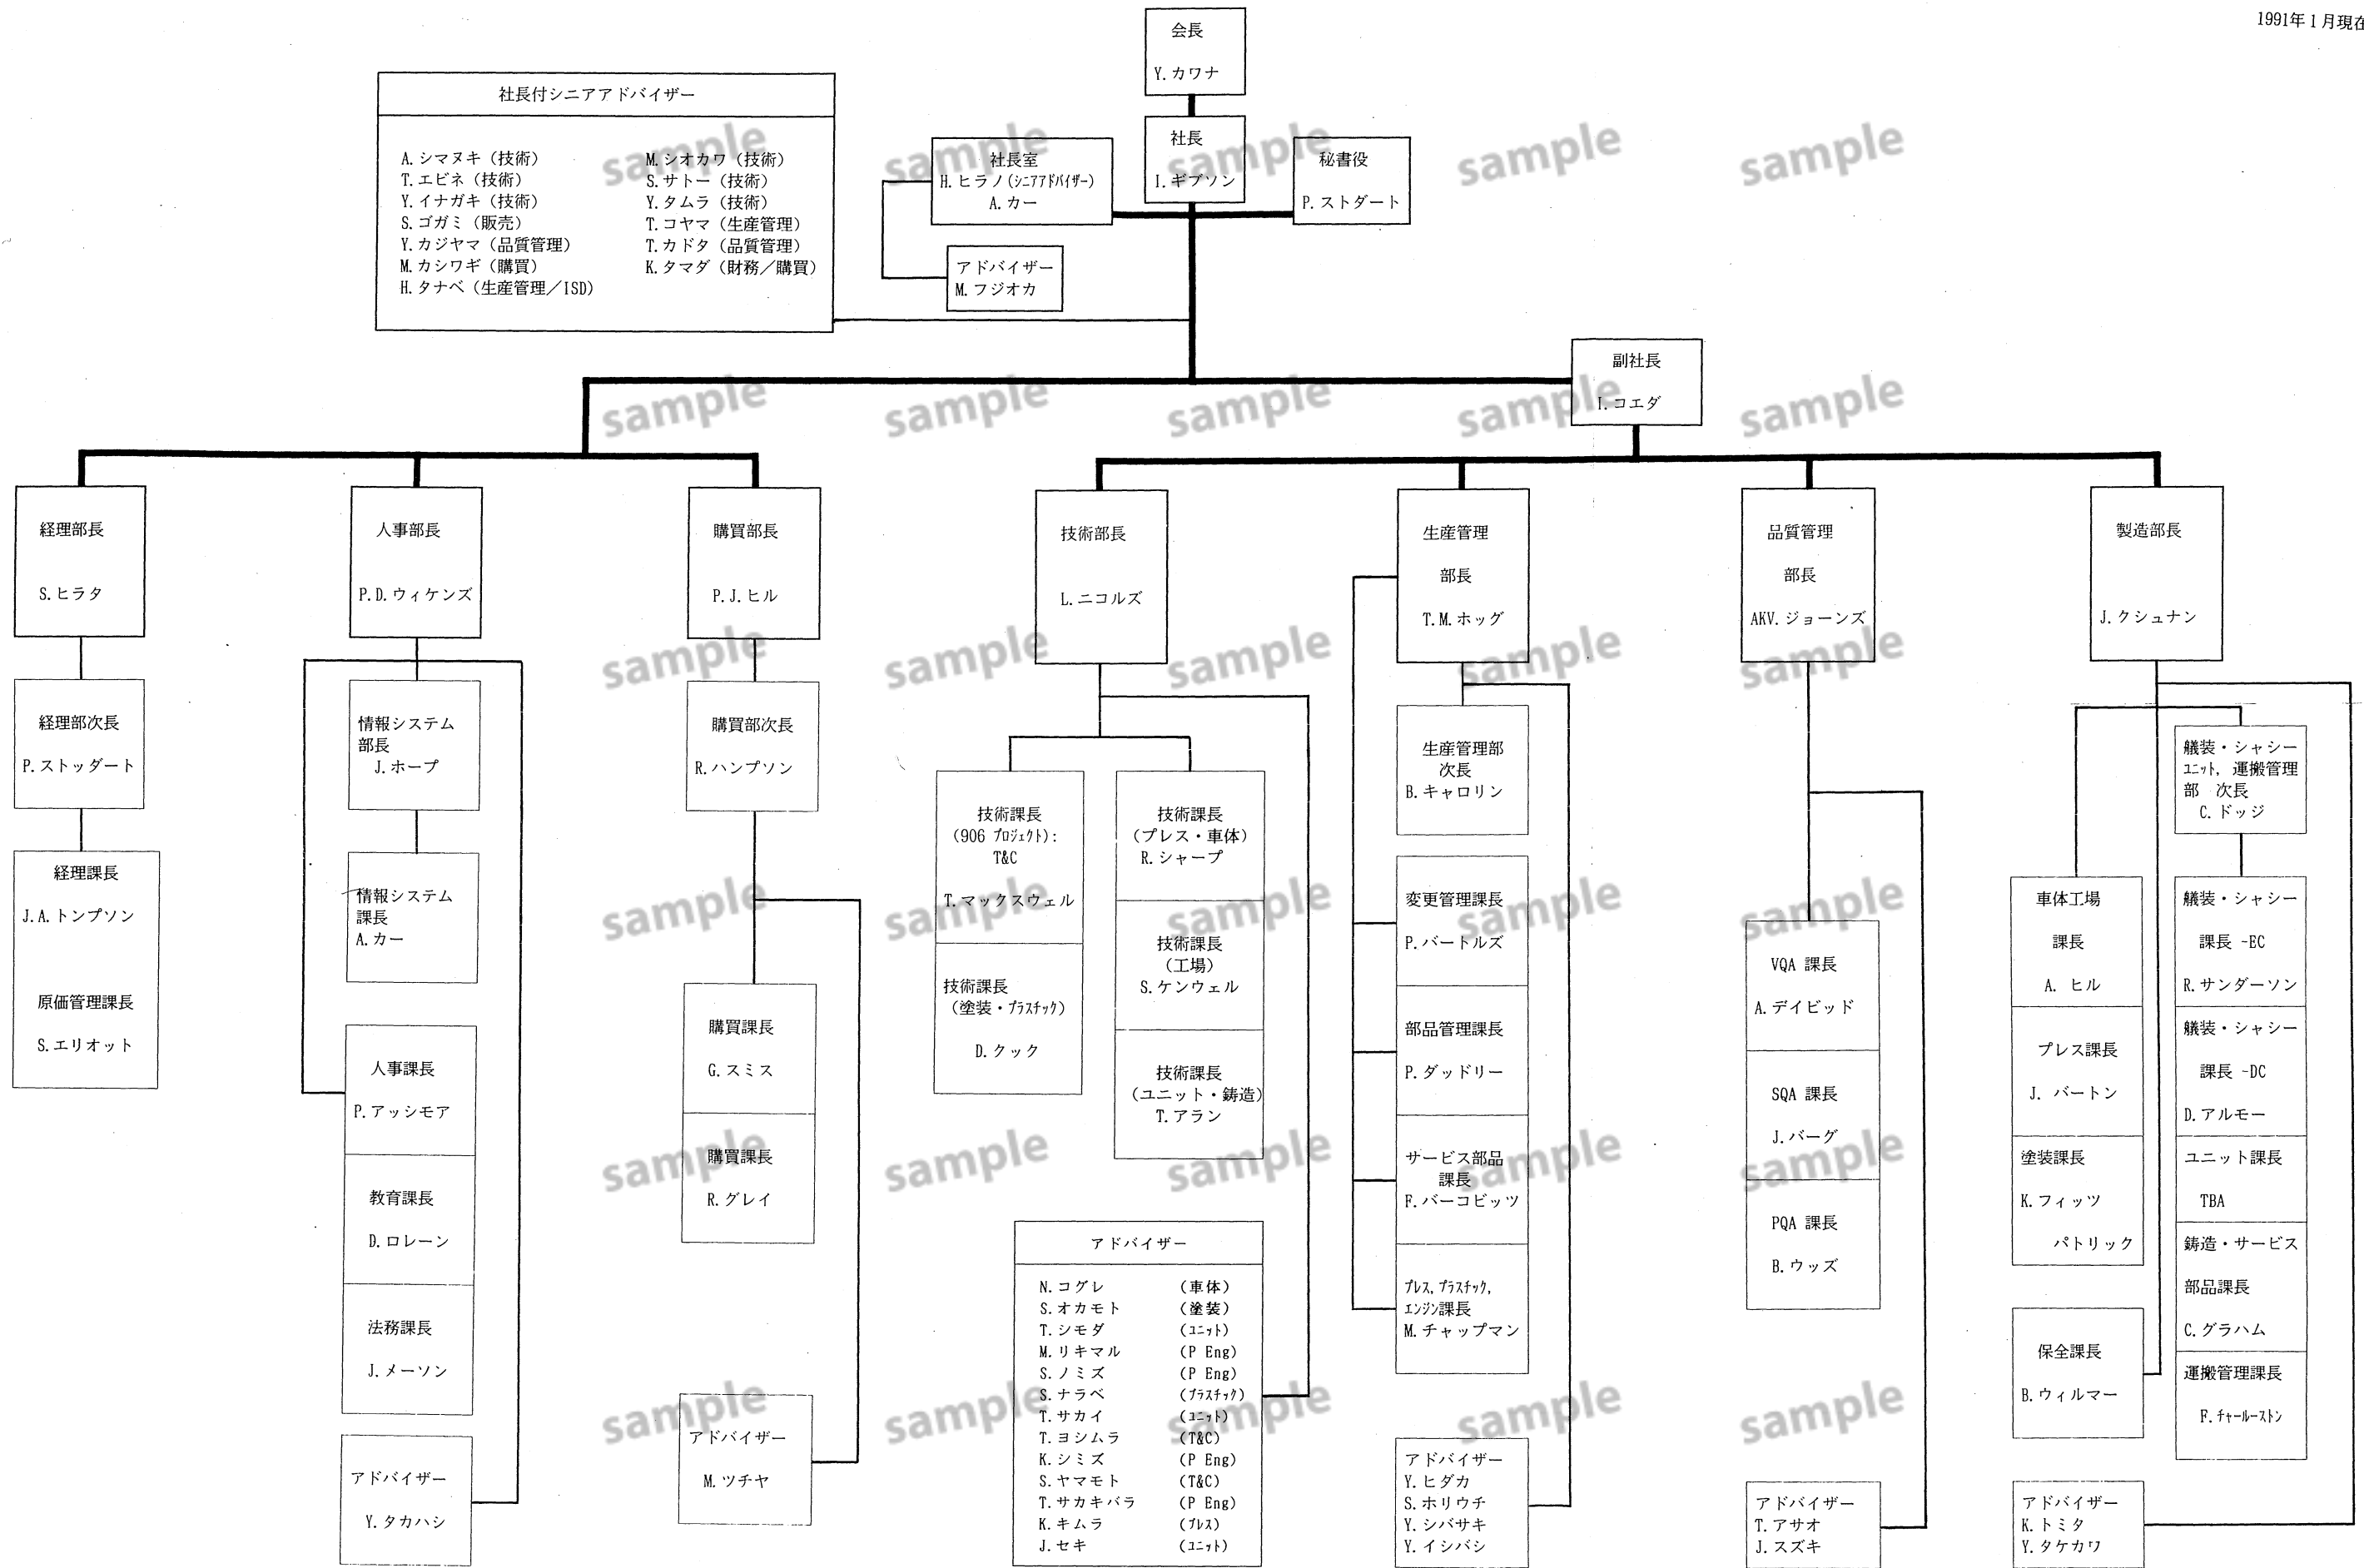 1991年1月現在
会長
Y.カワナ
社長
I.ギブソン
社長室
H.ヒラノ(シニアアドバイザー)
A.カー
秘書役
P.ストダート
アドバイザー
M.フジオカ
社長付シニアアドバイザー
A.シマヌキ（技術）
T.エビネ（技術）
Y.イナガキ（技術）
S.ゴガミ（販売）
Y.カジヤマ（品質管理）
M.カシワギ（購買）
H.タナベ（生産管理／ISD）
M.シオカワ（技術）
S.サトー（技術）
Y.タムラ（技術）
T.コヤマ（生産管理）
T.カドタ（品質管理）
K.タマダ（財務／購買）
副社長
I.コエダ
経理部長
S.ヒラタ
経理部次長
P.ストッダート
経理課長
J.A.トンプソン
原価管理課長
S.エリオット
人事部長
P.D.ウィケンズ
情報システム
部長
J.ホープ
情報システム
課長
A.カー
人事課長
P.アッシモア
教育課長
D.ロレーン
法務課長
J.メーソン
アドバイザー
Y.タカハシ
購買部長
P.J.ヒル
購買部次長
R.ハンプソン
購買課長
G.スミス
購買課長
R.グレイ
アドバイザー
M.ツチヤ
技術部長
L.ニコルズ
技術課長
(906 プロジェクト):
T&C
T.マックスウェル
技術課長
（塗装・プラスチック）
D.クック
技術課長
（プレス・車体）
R.シャープ
技術課長
（工場）
S.ケンウェル
技術課長
（ユニット・鋳造）
T.アラン
アドバイザー
N.コグレ （車体）
S.オカモト （塗装）
T.シモダ （ユニット）
M.リキマル (P Eng)
S.ノミズ (P Eng)
S.ナラベ （プラスチック）
T.サカイ （ユニット）
T.ヨシムラ (T&C)
K.シミズ (P Eng)
S.ヤマモト (T&C)
T.サカキバラ (P Eng)
K.キムラ （プレス）
J.セキ （ユニット）
生産管理
部長
T.M.ホッグ
生産管理部
次長
B.キャロリン
変更管理課長
P.バートルズ
部品管理課長
P.ダッドリー
サービス部品
課長
F.バーコビッツ
プレス,プラスチック,
エンジン課長
M.チャップマン
アドバイザー
Y.ヒダカ
S.ホリウチ
Y.シバサキ
Y.イシバシ
品質管理
部長
AKV.ジョーンズ
VQA 課長
A.デイビッド
SQA 課長
J.バーグ
PQA 課長
B.ウッズ
アドバイザー
T.アサオ
J.スズキ
製造部長
J.クシュナン
車体工場
課長
A. ヒル
プレス課長
J. バートン
塗装課長
K.フィッツ
パトリック
保全課長
B.ウィルマー
アドバイザー
K.トミタ
Y.タケカワ
艤装・シャシー
ユニット, 運搬管理
部 次長
C.ドッジ
艤装・シャシー
課長 -EC
R.サンダーソン
艤装・シャシー
課長 -DC
D.アルモー
ユニット課長
TBA
鋳造・サービス
部品課長
C.グラハム
運搬管理課長
F.チャールーストン
sample sample sample sample sample
sample sample sample sample sample
sample sample sample sample sample
sample sample sample sample sample
sample sample sample sample sample
sample sample sample sample sample